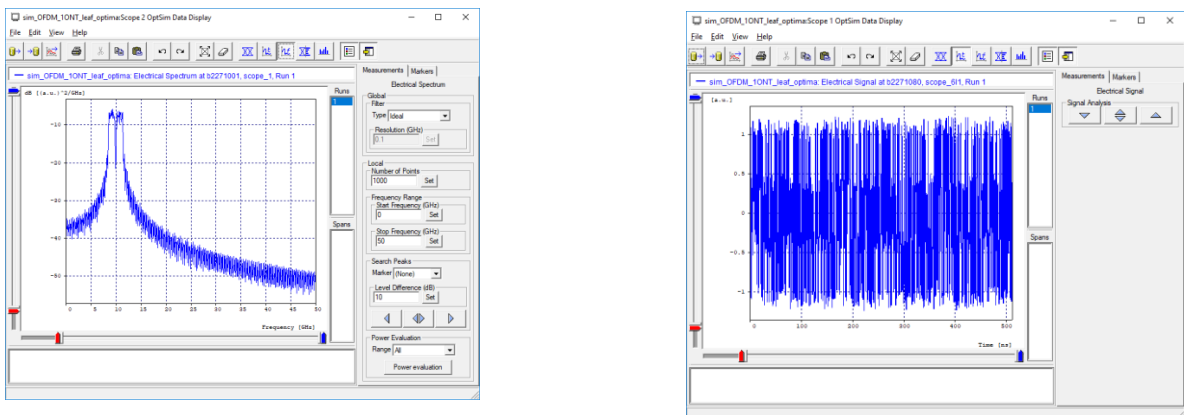 sim_OFDM_1ONT_leaf_optima:Scope 2 OptSim Data Display
File Edit View Help
sim_OFDM_1ONT_leaf_optima: Electrical Spectrum at b2271001, scope_1, Run 1
dB [(a.u.)^2/GHz]
-10
-20
-30
-40
-50
0 5 10 15 20 25 30 35 40 45 50
Frequency [GHz]
Runs
1
Spans
Measurements Markers
Electrical Spectrum
Global
Filter
Type Ideal
Resolution (GHz)
0.1 Set
Local
Number of Points
1000 Set
Frequency Range
Start Frequency (GHz)
0 Set
Stop Frequency (GHz)
50 Set
Search Peaks
Marker (None)
Level Difference (dB)
10 Set
Power Evaluation
Range All
Power evaluation
sim_OFDM_1ONT_leaf_optima:Scope 1 OptSim Data Display
File Edit View Help
sim_OFDM_1ONT_leaf_optima: Electrical Signal at b2271080, scope_6I1, Run 1
[a.u.]
1
0.5
0
-0.5
-1
0 100 200 300 400 500
Time [ns]
Runs
1
Spans
Measurements Markers
Electrical Signal
Signal Analysis